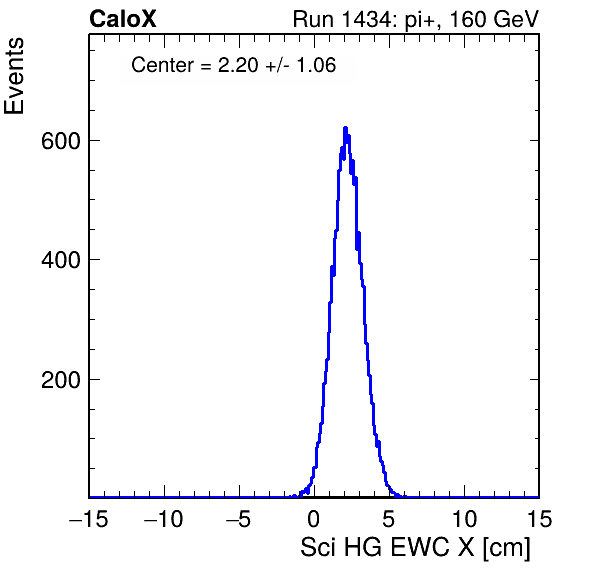 CaloX
Run 1434: pi+, 160 GeV
Events
Center = 2.20 +/- 1.06
600
400
200
−15 −10 −5 0 5 10 15
Sci HG EWC X [cm]